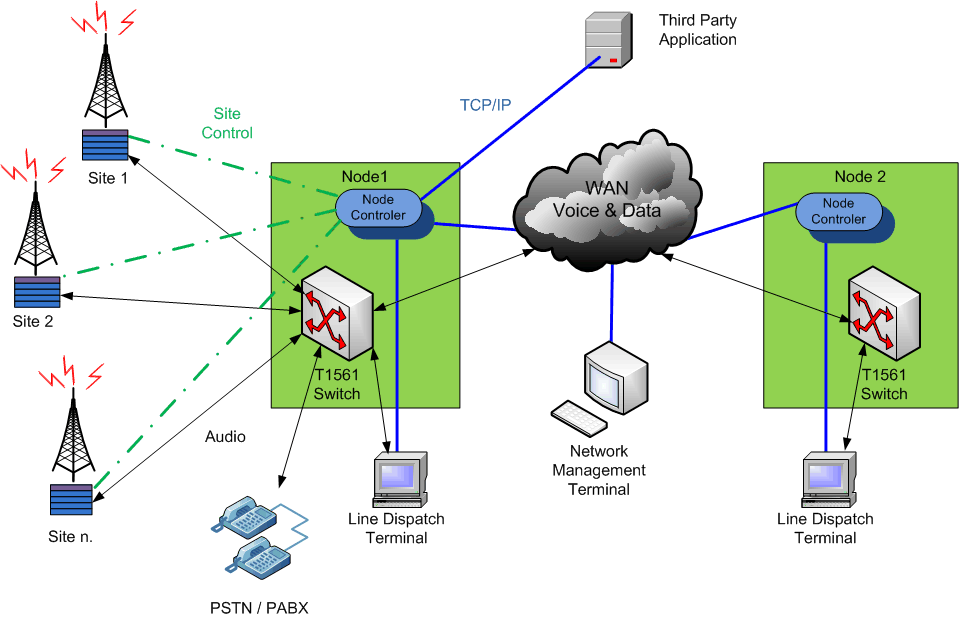 Third Party
Application
TCP/IP
Site
Control
Site 1
Node1
Node
Controler
WAN
Voice & Data
Node 2
Node
Controler
Site 2
T1561
Switch
T1561
Switch
Audio
Network
Management
Terminal
Site n.
Line Dispatch
Terminal
Line Dispatch
Terminal
PSTN / PABX